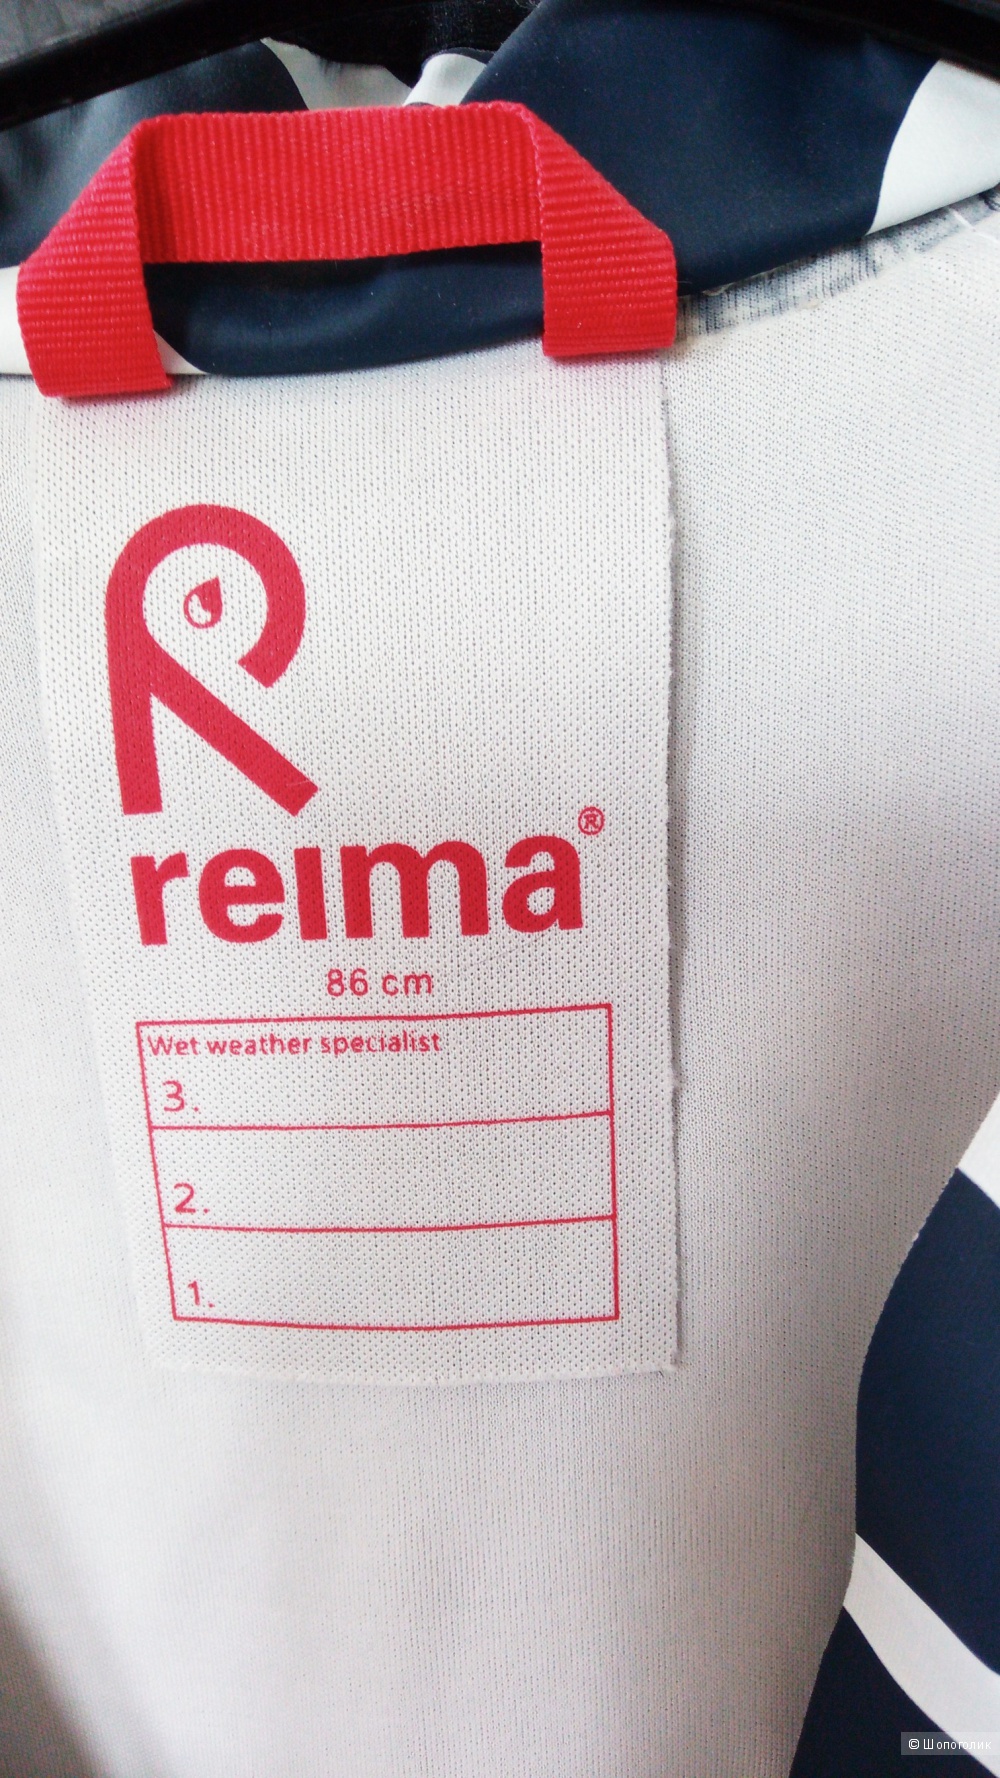 reima®
86 cm
Wet weather specialist
3.
2.
1.
© Шопоголик